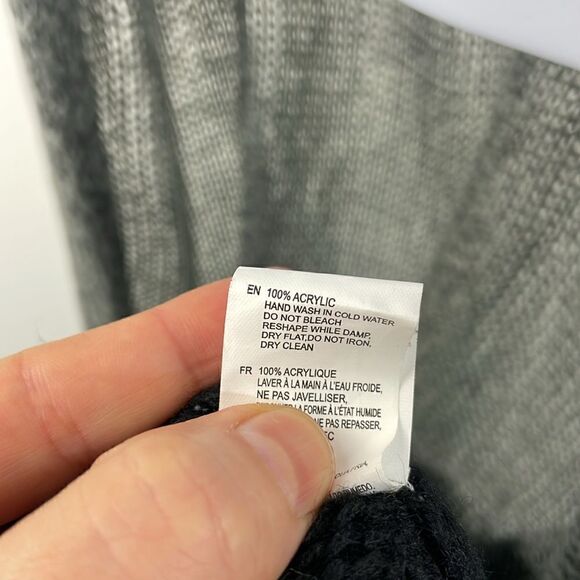 EN 100% ACRYLIC
HAND WASH IN COLD WATER
DO NOT BLEACH
RESHAPE WHILE DAMP,
DRY FLAT,DO NOT IRON.
DRY CLEAN
FR 100% ACRYLIQUE
LAVER À LA MAIN À L'EAU FROIDE,
NE PAS JAVELLISER,
LA FORME À L'ÉTAT HUMIDE
NE PAS REPASSER,